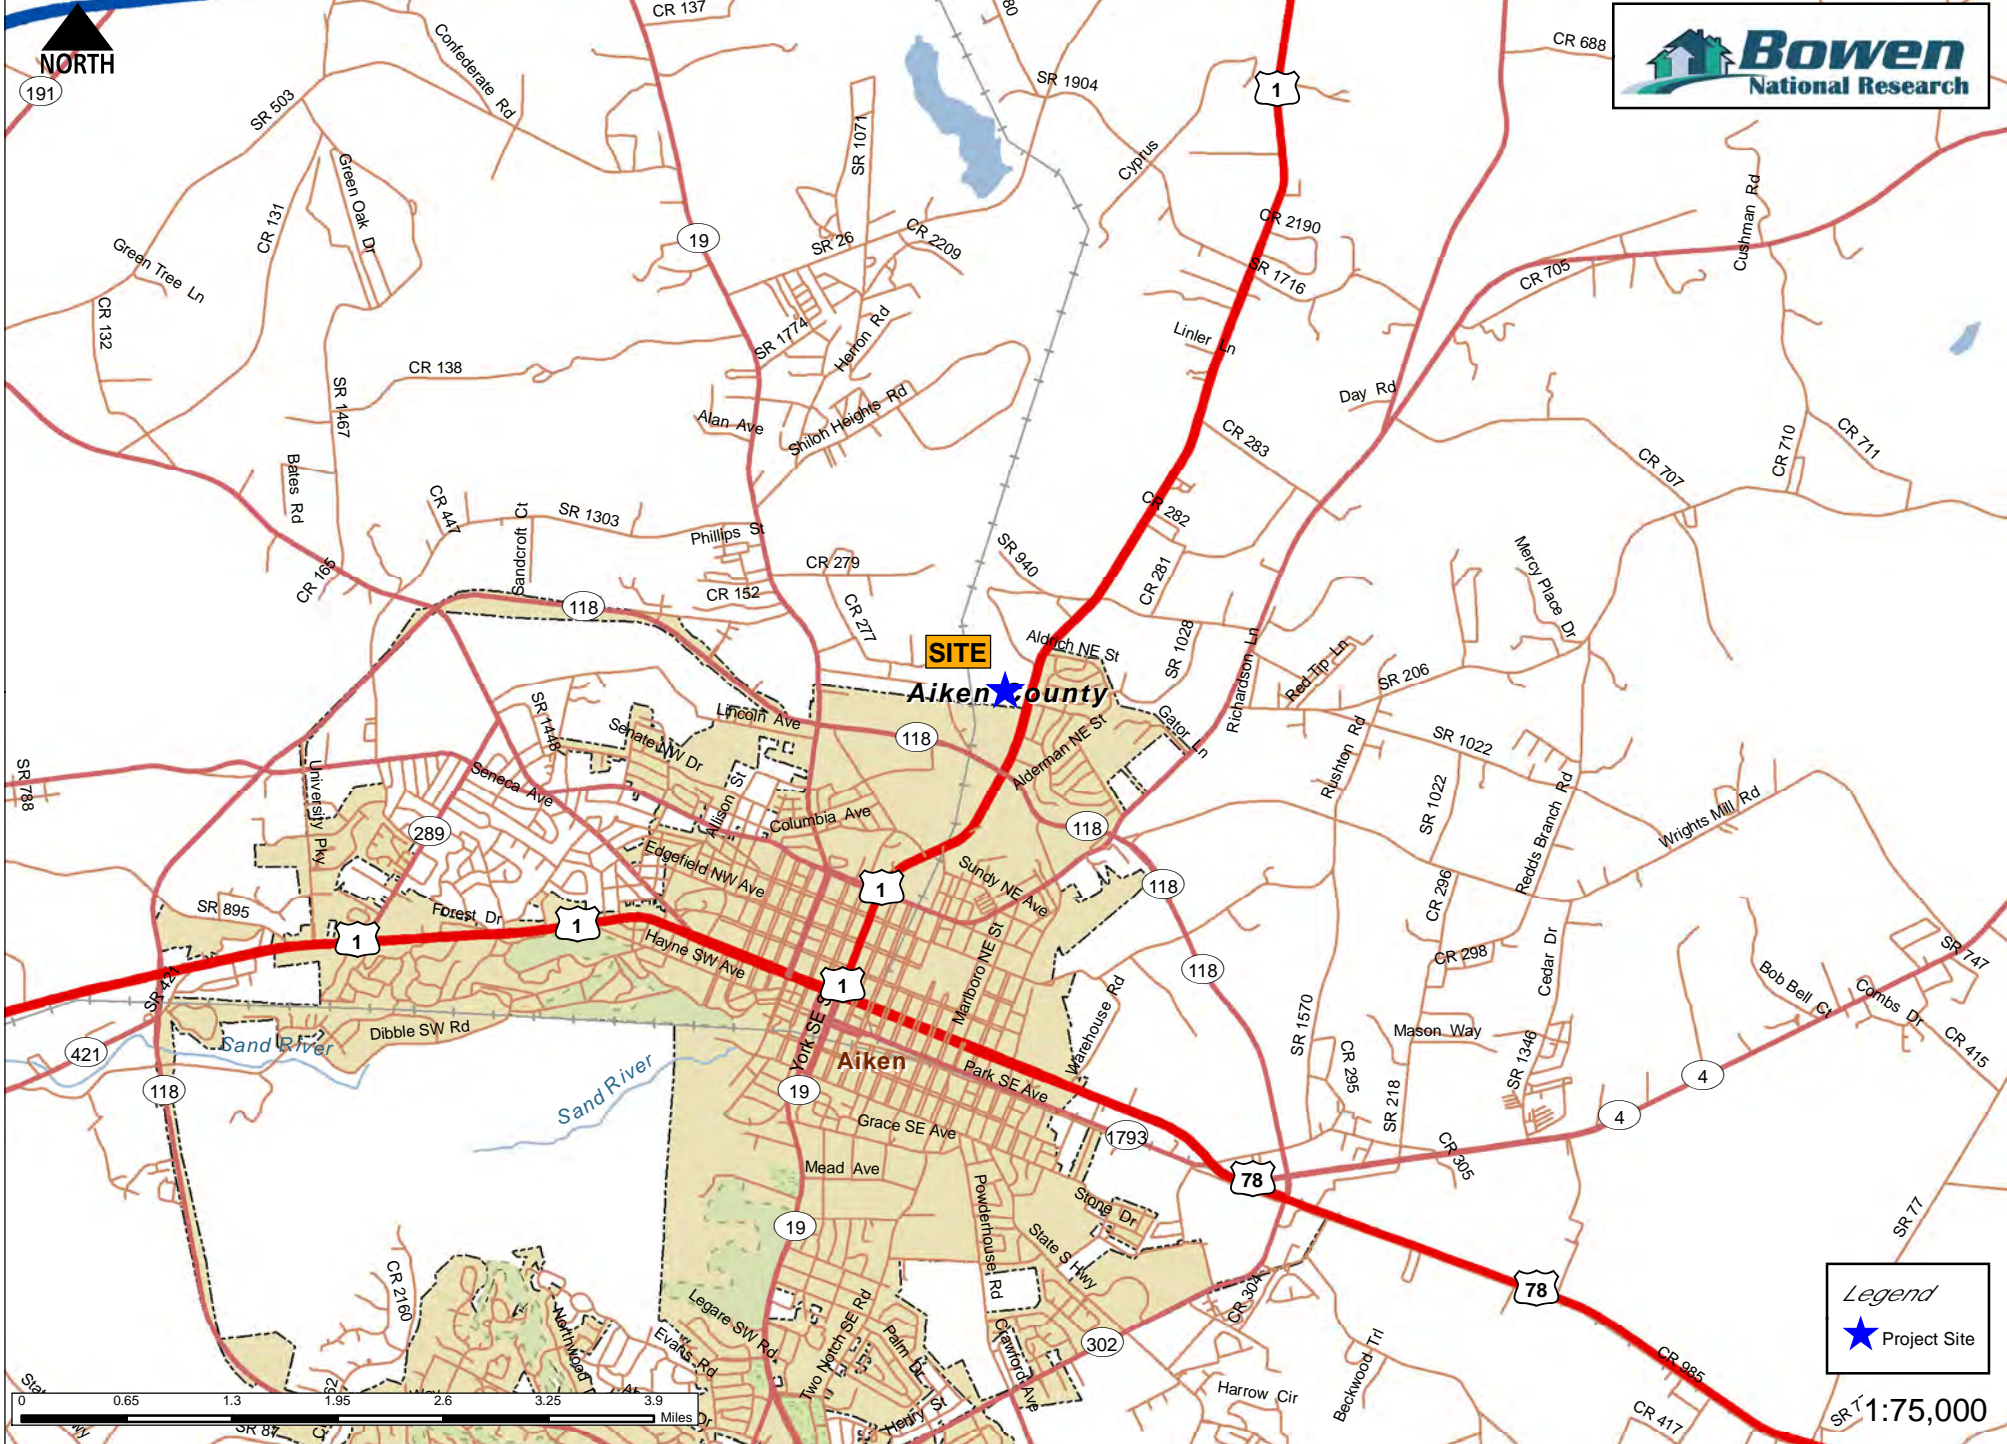 CR 137
80
NORTH
191
Confederate Rd
SR 503
SR 1904
1
CR 688
Bowen
National Research
SR 1071
Cyprus
Green Oak Dr
CR 131
Green Tree Ln
CR 132
19
SR 26
CR 2209
CR 2190
SR 1716
CR 705
Cushman Rd
SR 1774
Herron Rd
Linler Ln
CR 138
SR 1467
Alan Ave
Shiloh Heights Rd
Day Rd
CR 283
CR 710
CR 711
CR 707
Bates Rd
CR 447
Sandcroft Ct
SR 1303
Phillips St
CR 282
SR 940
CR 281
Mercy Place Dr
CR 165
118
CR 279
CR 152
CR 277
SITE
Aldrich NE St
SR 1028
Richardson Ln
Red Tip Ln
SR 206
Aiken County
Lincoln Ave
SR 1448
Senate NW Dr
118
Alderman NE St
Gator Ln
Rushton Rd
SR 1022
SR 788
University Pky
Seneca Ave
Allison St
Columbia Ave
SR 1022
Redds Branch Rd
Wrights Mill Rd
289
118
Edgefield NW Ave
Sundy NE Ave
1
118
CR 296
SR 895
Forest Dr
1
1
Hayne SW Ave
Marlboro NE St
CR 298
Cedar Dr
SR 747
118
SR 421
1
Bob Bell Ct
Combs Dr
Dibble SW Rd
Sand River
421
York SE S
Warehouse Rd
SR 1570
Mason Way
CR 295
SR 1346
CR 415
Aiken
Sand River
118
19
Park SE Ave
SR 218
4
4
Grace SE Ave
1793
CR 305
Mead Ave
78
Powderhouse Rd
Stone Dr
19
State S Hwy
SR 77
CR 2160
Northwood
Legare SW Rd
Evans Rd
Two Notch SE Rd
Palm Dr
Crawford Ave
CR 304
302
78
Legend
Project Site
Beckwood Trl
CR 985
Harrow Cir
Henry St
CR 417
SR 7
1:75,000
0 0.65 1.3 1.95 2.6 3.25 3.9
Miles
SR 87